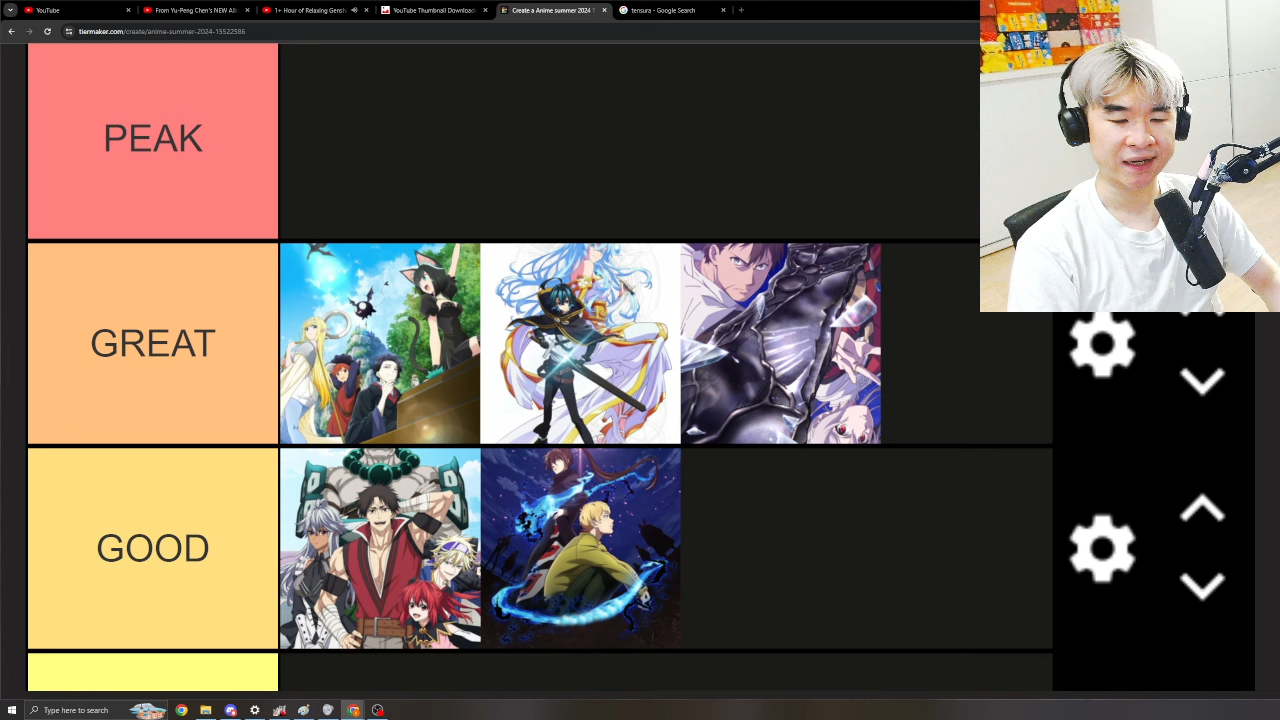 YouTube
From Yu-Peng Chen's NEW Alb
1+ Hour of Relaxing Gensh
YouTube Thumbnail Download
Create a Anime summer 2024 T
tensura - Google Search
tiermaker.com/create/anime-summer-2024-15522586
PEAK
GREAT
GOOD
Type here to search